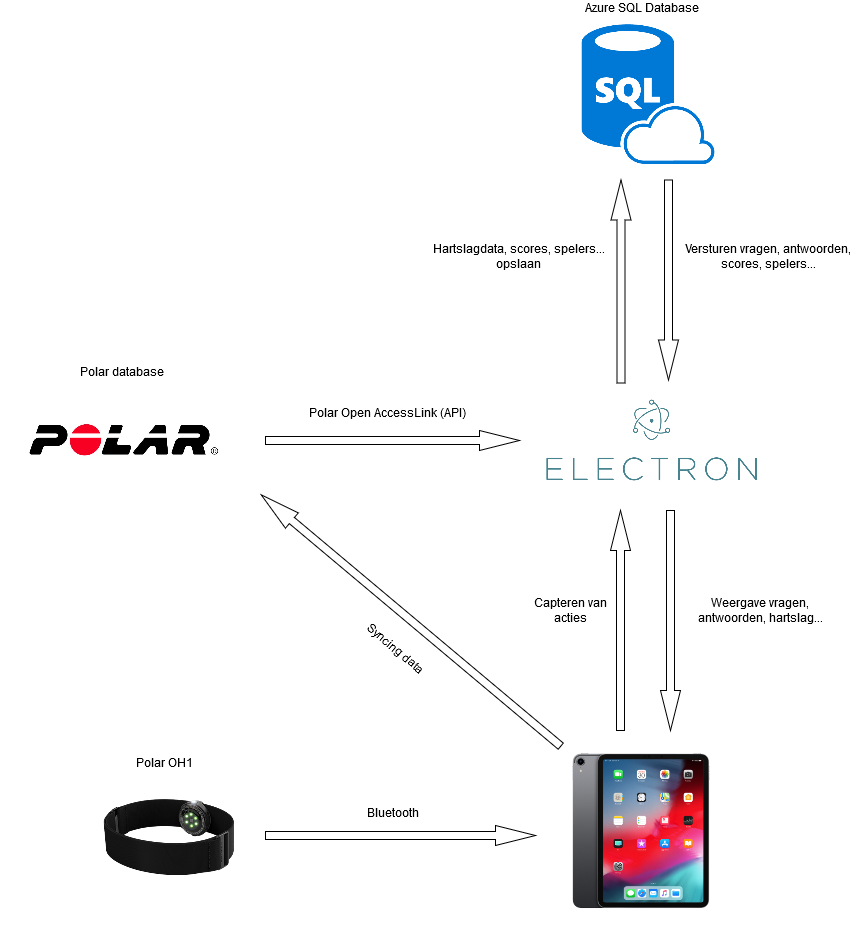 Azure SQL Database
SQL
Hartslagdata, scores, spelers...
opslaan
Versturen vragen, antwoorden,
scores, spelers...
Polar database
POLAR®
Polar Open AccessLink (API)
ELECTRON
Capteren van
acties
Weergave vragen,
antwoorden, hartslag...
Syncing data
Polar OH1
Bluetooth